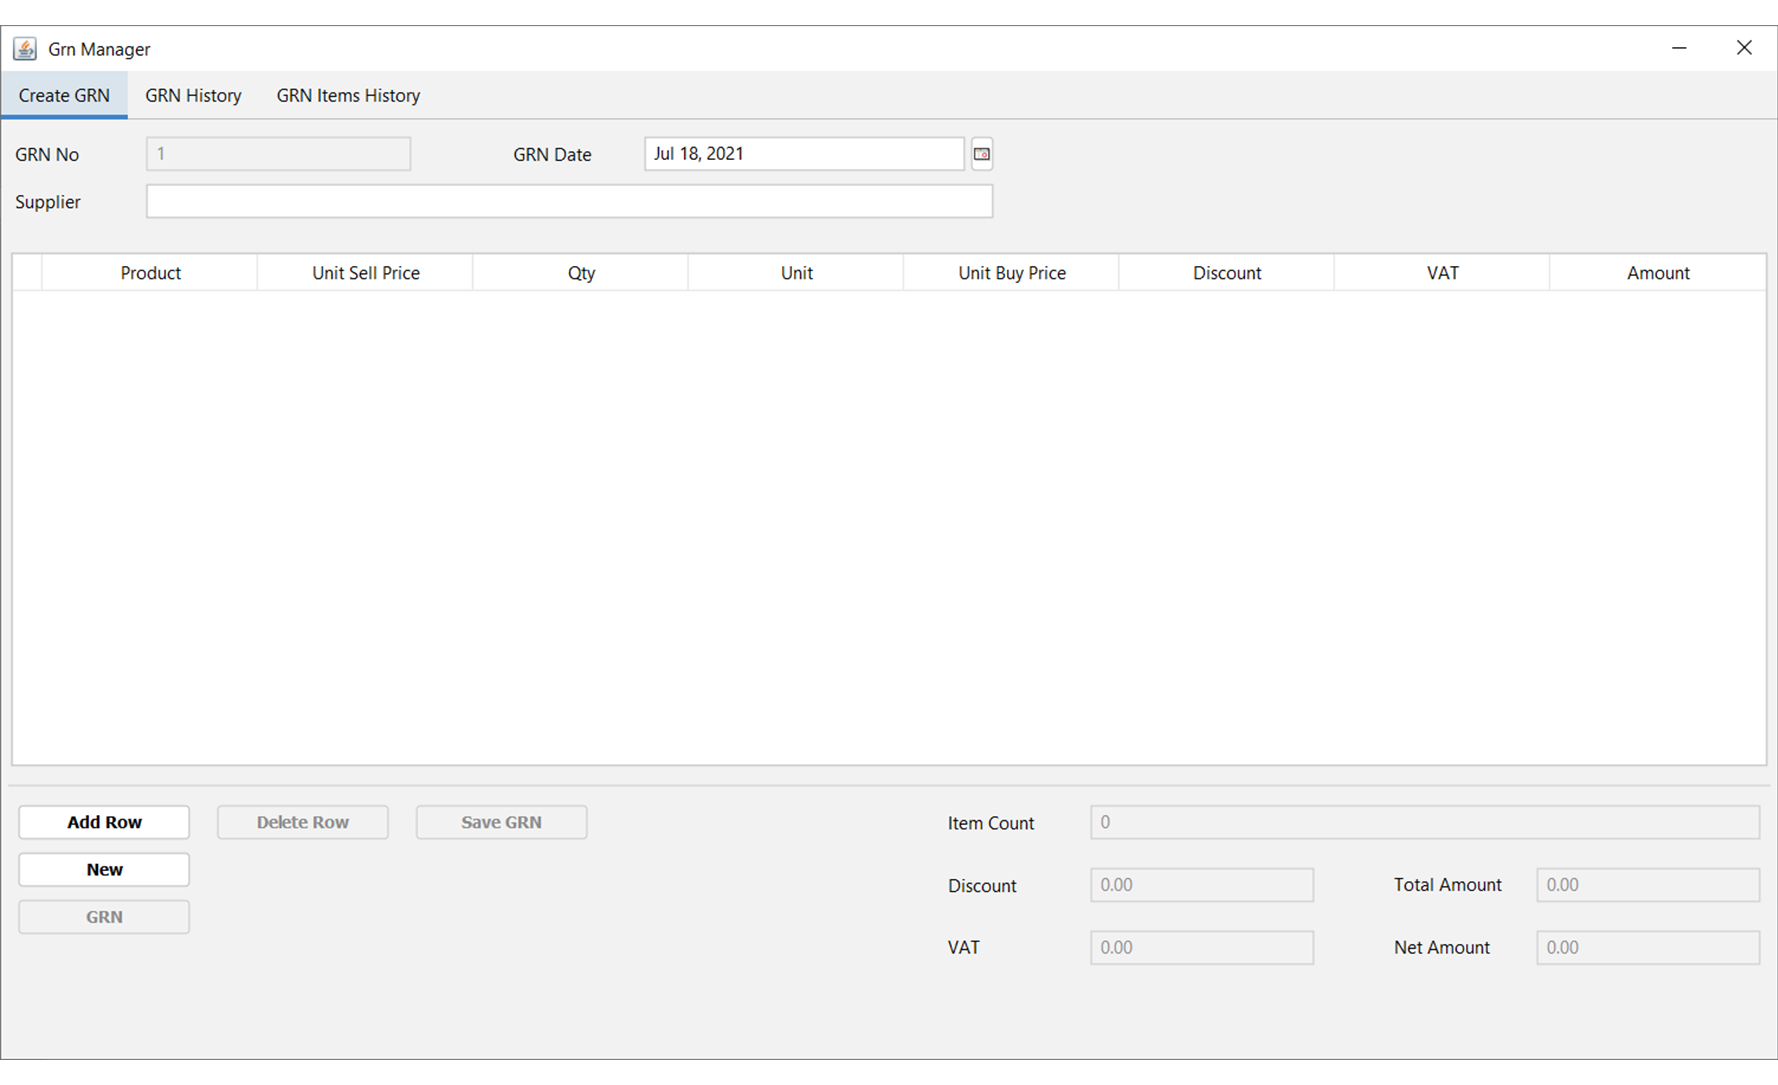 Grn Manager
Create GRN GRN History GRN Items History
GRN No 1 GRN Date Jul 18, 2021
Supplier
Product Unit Sell Price Qty Unit Unit Buy Price Discount VAT Amount
Add Row Delete Row Save GRN Item Count 0
New
Discount 0.00 Total Amount 0.00
GRN
VAT 0.00 Net Amount 0.00